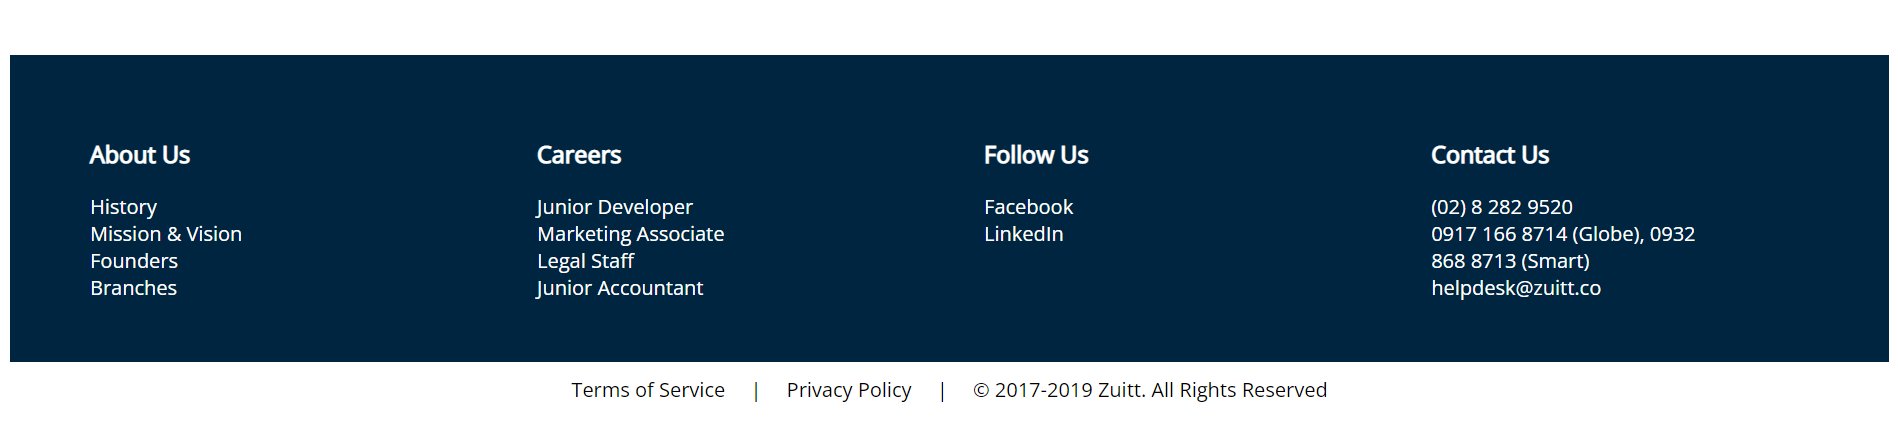 About Us
History
Mission & Vision
Founders
Branches
Careers
Junior Developer
Marketing Associate
Legal Staff
Junior Accountant
Follow Us
Facebook
LinkedIn
Contact Us
(02) 8 282 9520
0917 166 8714 (Globe), 0932
868 8713 (Smart)
helpdesk@zuitt.co
Terms of Service | Privacy Policy | © 2017-2019 Zuitt. All Rights Reserved